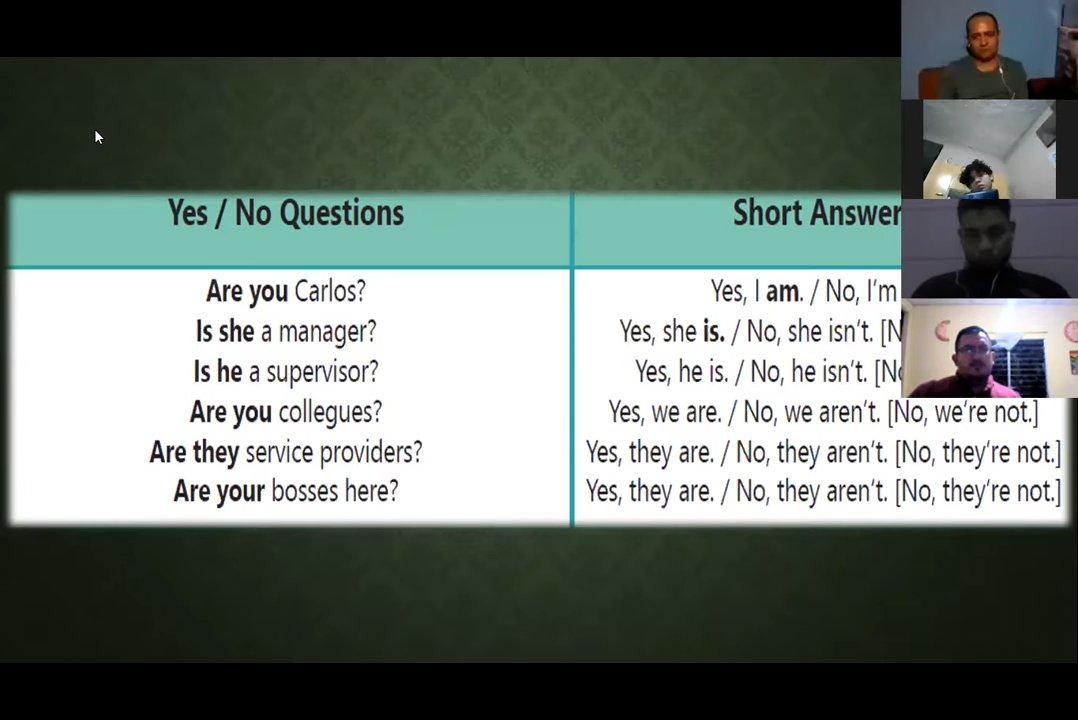 Yes / No Questions Short Answer
Are you Carlos? Yes, I am. / No, I'm
Is she a manager? Yes, she is. / No, she isn't. [N
Is he a supervisor? Yes, he is. / No, he isn't. [No
Are you collegues? Yes, we are. / No, we aren't. [No, we're not.]
Are they service providers? Yes, they are. / No, they aren't. [No, they're not.]
Are your bosses here? Yes, they are. / No, they aren't. [No, they're not.]